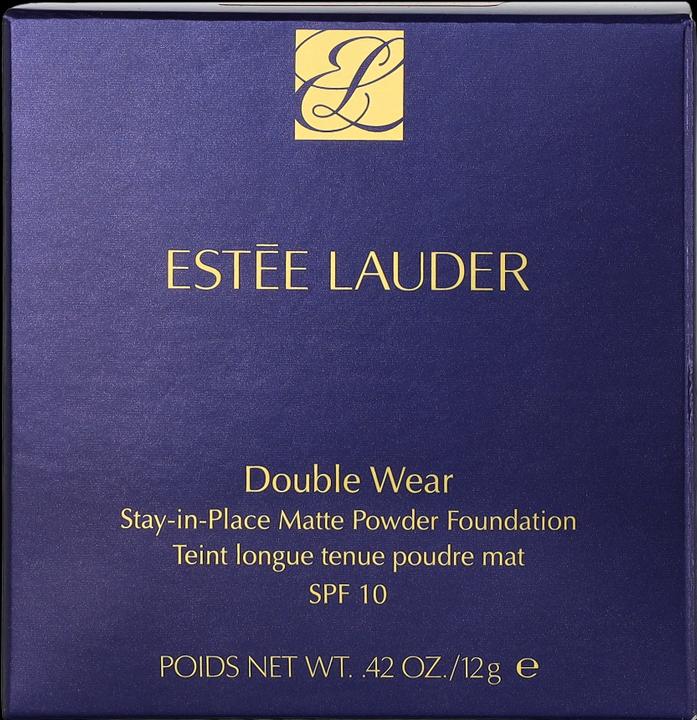 EL
ESTĒE LAUDER
Double Wear
Stay-in-Place Matte Powder Foundation
Teint longue tenue poudre mat
SPF 10
POIDS NET WT. .42 OZ./12g ℮